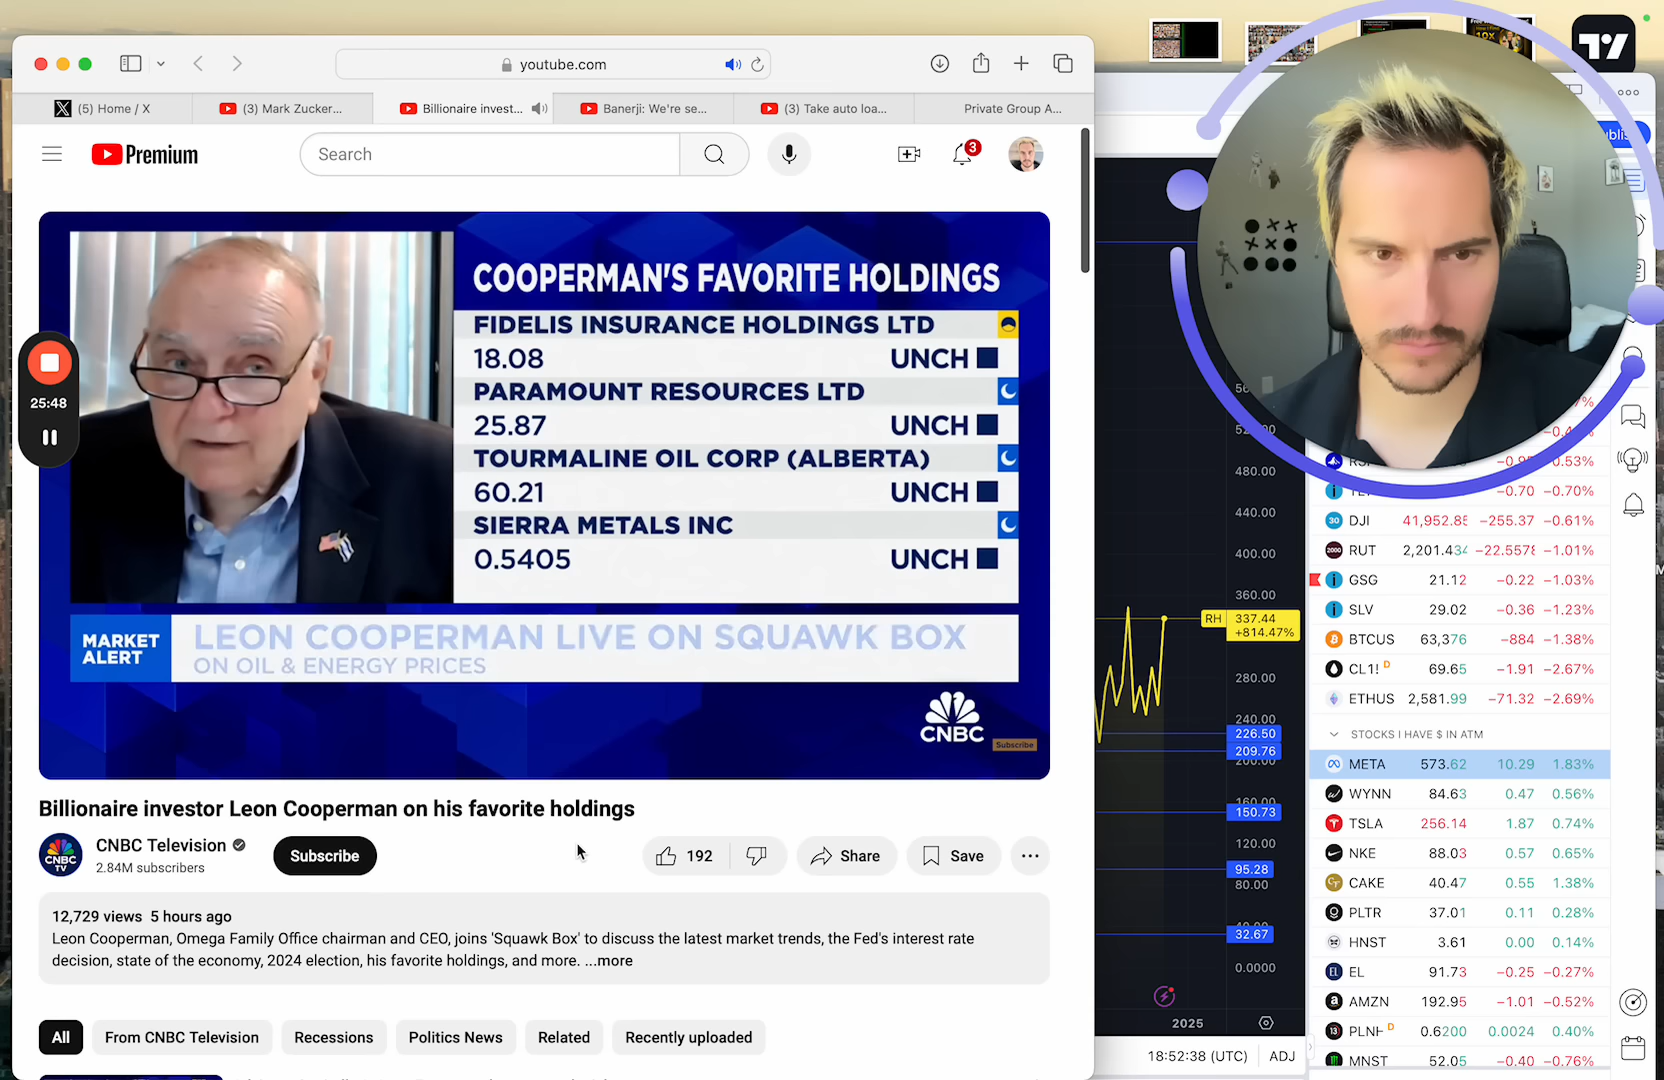 youtube.com
(5) Home / X
(3) Mark Zucker...
Billionaire invest...
Banerji: We're se...
(3) Take auto loa...
Private Group A...
Premium
Search
3
COOPERMAN'S FAVORITE HOLDINGS
FIDELIS INSURANCE HOLDINGS LTD
18.08 UNCH
PARAMOUNT RESOURCES LTD
25.87 UNCH
TOURMALINE OIL CORP (ALBERTA)
60.21 UNCH
SIERRA METALS INC
0.5405 UNCH
MARKET ALERT
LEON COOPERMAN LIVE ON SQUAWK BOX
ON OIL & ENERGY PRICES
CNBC
Subscribe
25:48
Billionaire investor Leon Cooperman on his favorite holdings
CNBC TV
CNBC Television
2.84M subscribers
Subscribe
192
Share
Save
12,729 views 5 hours ago
Leon Cooperman, Omega Family Office chairman and CEO, joins 'Squawk Box' to discuss the latest market trends, the Fed's interest rate
decision, state of the economy, 2024 election, his favorite holdings, and more. ...more
All
From CNBC Television
Recessions
Politics News
Related
Recently uploaded
480.00
440.00
400.00
360.00
RH 337.44
+814.47%
280.00
240.00
226.50
209.76
200.00
160.00
150.73
120.00
95.28
80.00
32.67
0.0000
2025
18:52:38 (UTC) ADJ
0.53%
−0.70 −0.70%
DJI 41,952.85 −255.37 −0.61%
RUT 2,201.434 −22.5578 −1.01%
GSG 21.12 −0.22 −1.03%
SLV 29.02 −0.36 −1.23%
BTCUS 63,376 −884 −1.38%
CL1! D 69.65 −1.91 −2.67%
ETHUS 2,581.99 −71.32 −2.69%
STOCKS I HAVE $ IN ATM
META 573.62 10.29 1.83%
WYNN 84.63 0.47 0.56%
TSLA 256.14 1.87 0.74%
NKE 88.03 0.57 0.65%
CAKE 40.47 0.55 1.38%
PLTR 37.01 0.11 0.28%
HNST 3.61 0.00 0.14%
EL 91.73 −0.25 −0.27%
AMZN 192.95 −1.01 −0.52%
PLNH D 0.6200 0.0024 0.40%
MNST 52.05 −0.40 −0.76%